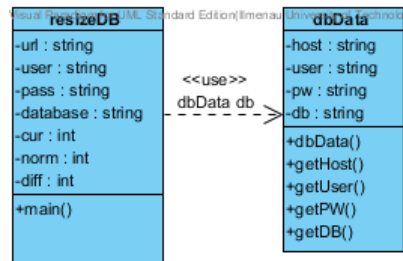 Visual Paradigm UML Standard Edition(Ilmenau University of Technolo
resizeDB
-url : string
-user : string
-pass : string
-database : string
-cur : int
-norm : int
-diff : int
+main()
<<use>>
dbData db
dbData
-host : string
-user : string
-pw : string
-db : string
+dbData()
+getHost()
+getUser()
+getPW()
+getDB()